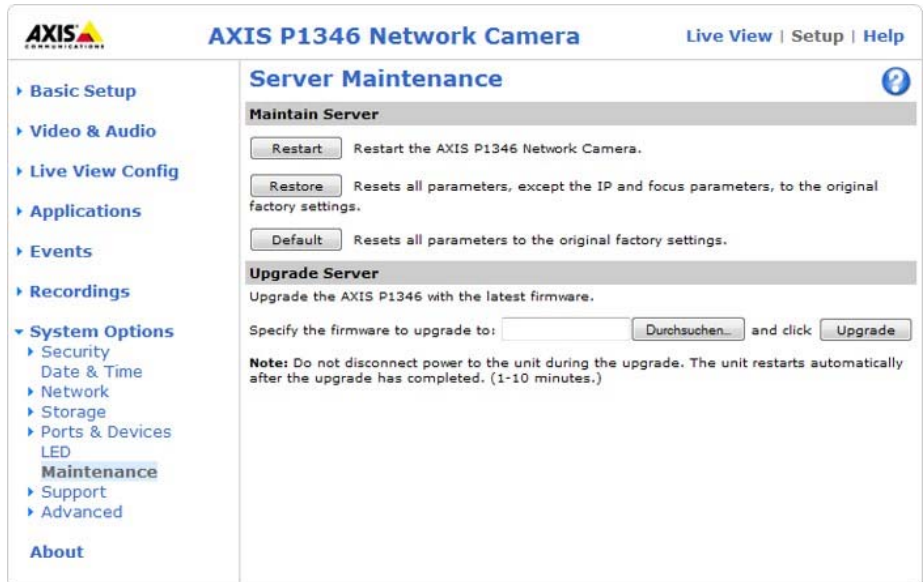 AXIS
COMMUNICATIONS
AXIS P1346 Network Camera
Live View | Setup | Help
Basic Setup
Video & Audio
Live View Config
Applications
Events
Recordings
System Options
Security
Date & Time
Network
Storage
Ports & Devices
LED
Maintenance
Support
Advanced
About
Server Maintenance
?
Maintain Server
Restart Restart the AXIS P1346 Network Camera.
Restore Resets all parameters, except the IP and focus parameters, to the original
factory settings.
Default Resets all parameters to the original factory settings.
Upgrade Server
Upgrade the AXIS P1346 with the latest firmware.
Specify the firmware to upgrade to: Durchsuchen... and click Upgrade
Note: Do not disconnect power to the unit during the upgrade. The unit restarts automatically
after the upgrade has completed. (1-10 minutes.)